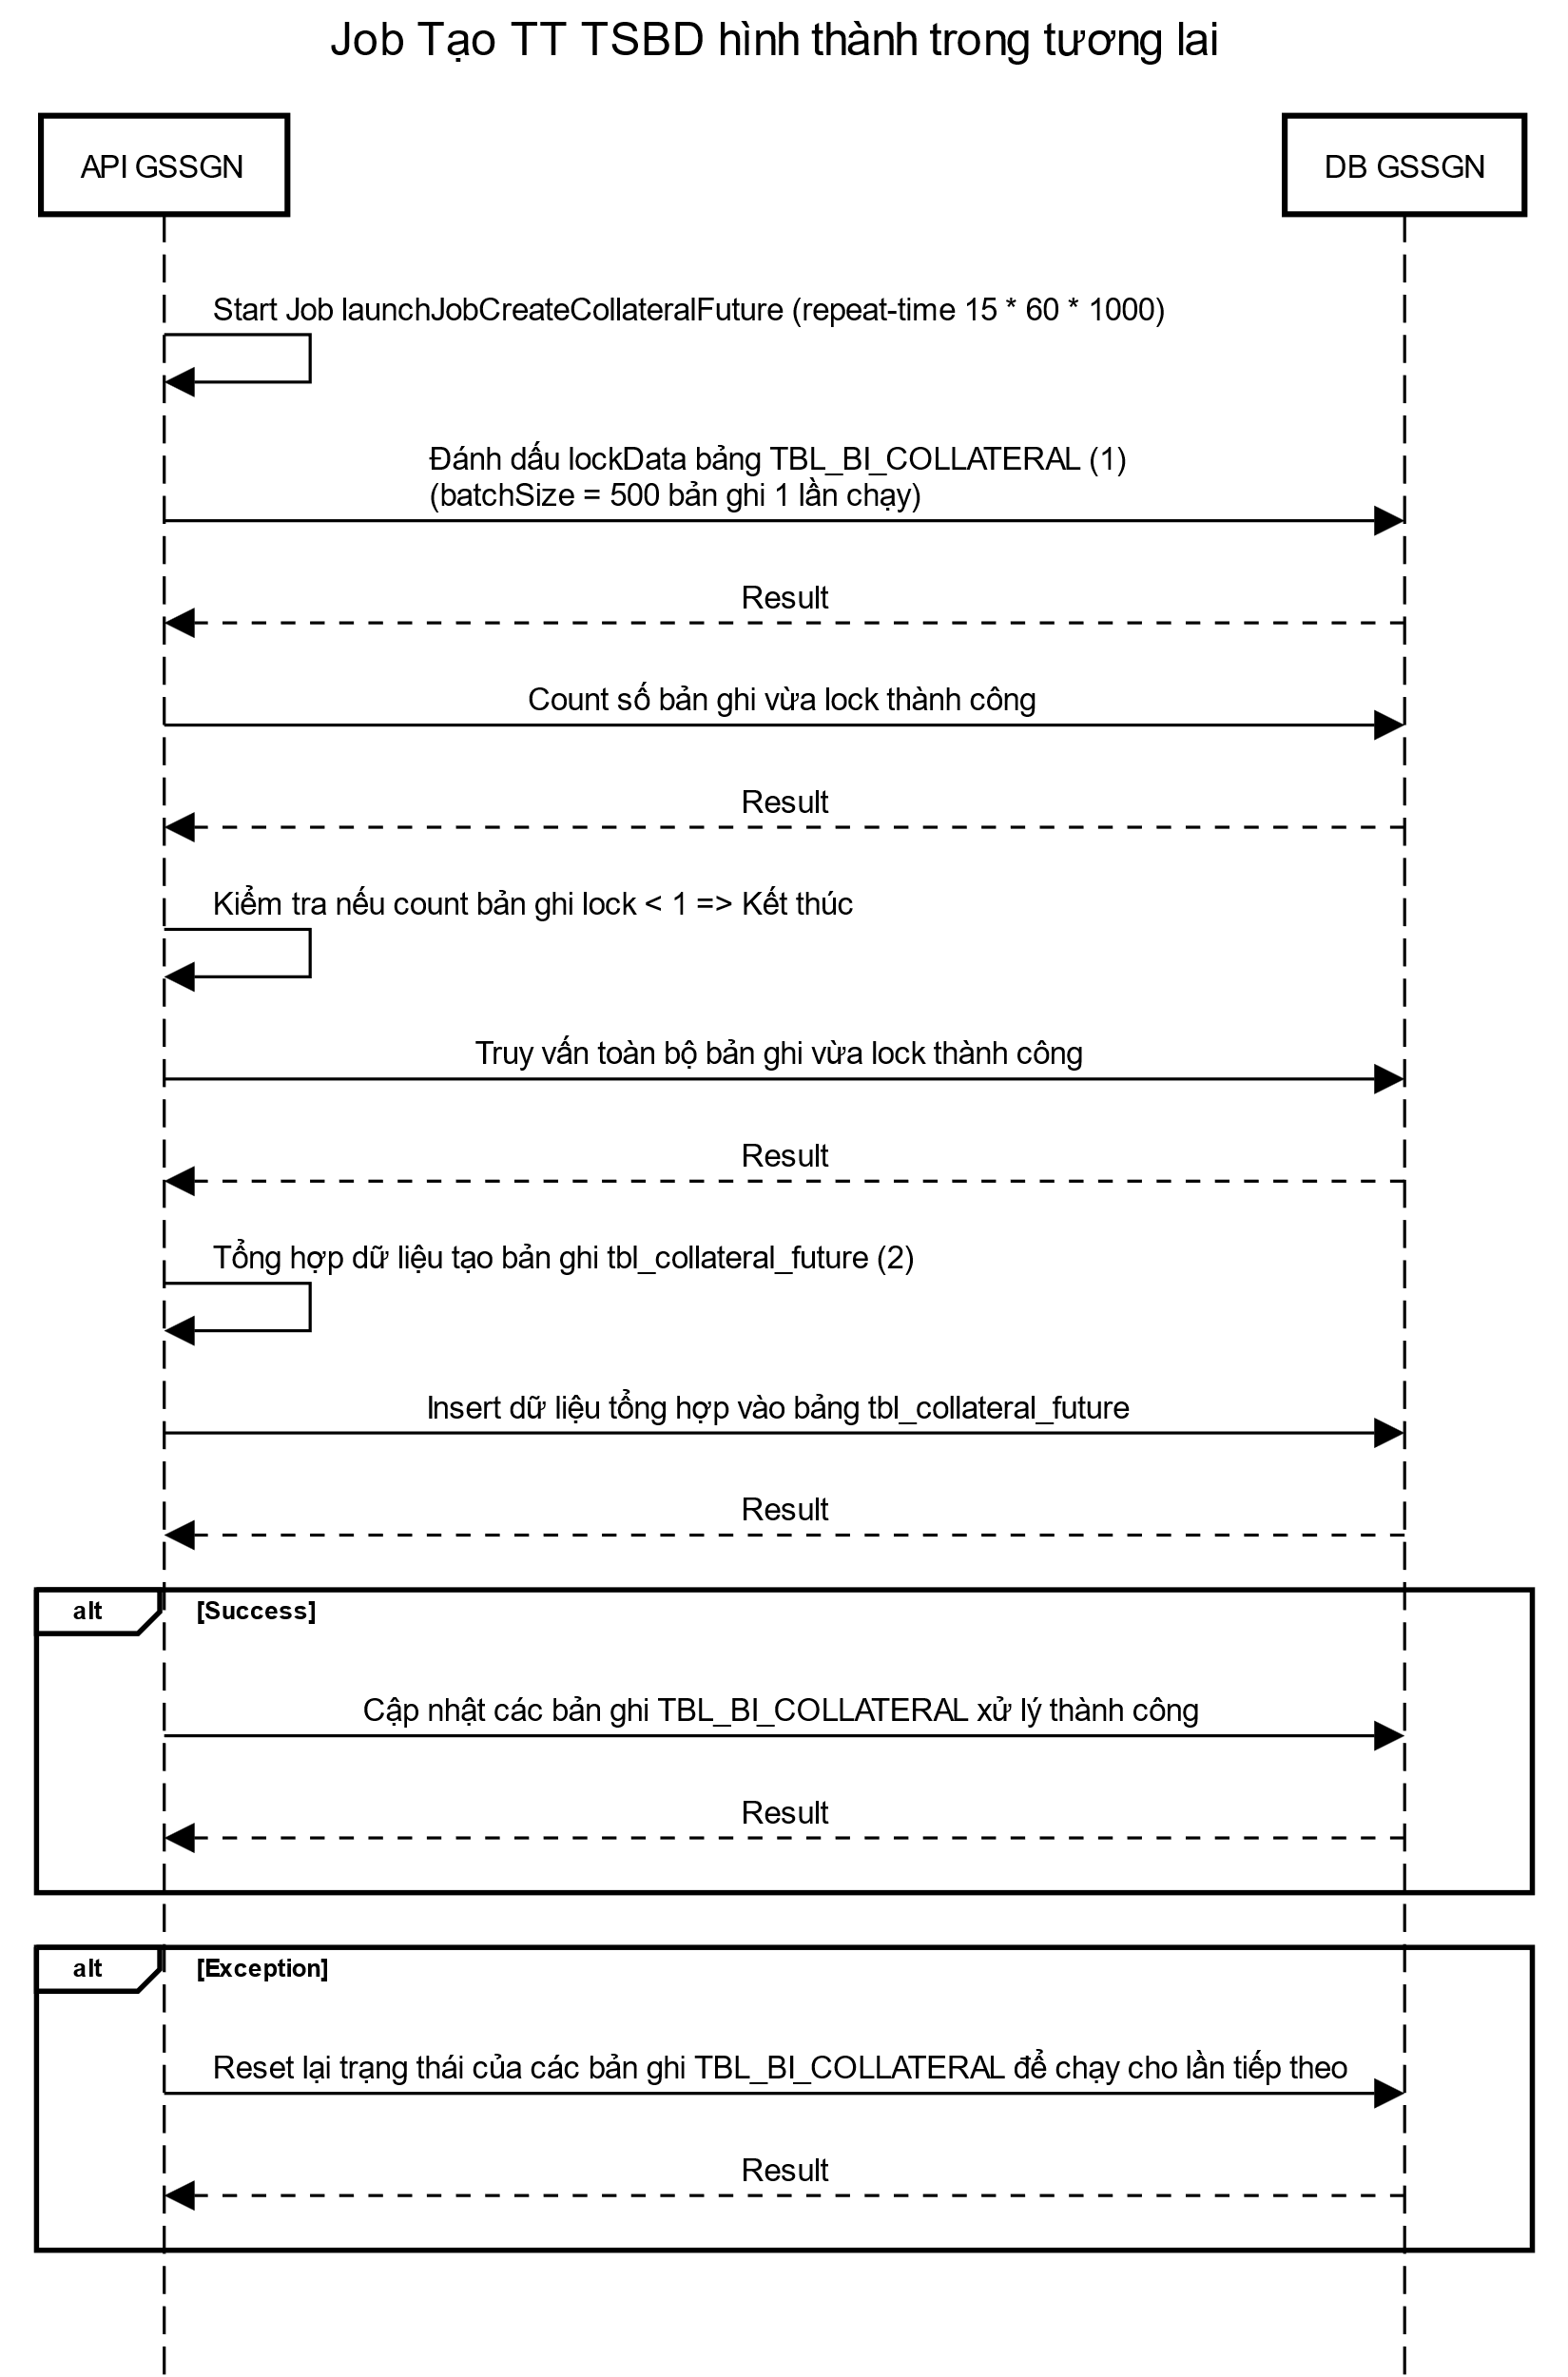 Job Tạo TT TSBD hình thành trong tương lai
API GSSGN
DB GSSGN
Start Job launchJobCreateCollateralFuture (repeat-time 15 * 60 * 1000)
Đánh dấu lockData bảng TBL_BI_COLLATERAL (1)
(batchSize = 500 bản ghi 1 lần chạy)
Result
Count số bản ghi vừa lock thành công
Result
Kiểm tra nếu count bản ghi lock < 1 => Kết thúc
Truy vấn toàn bộ bản ghi vừa lock thành công
Result
Tổng hợp dữ liệu tạo bản ghi tbl_collateral_future (2)
Insert dữ liệu tổng hợp vào bảng tbl_collateral_future
Result
alt [Success]
Cập nhật các bản ghi TBL_BI_COLLATERAL xử lý thành công
Result
alt [Exception]
Reset lại trạng thái của các bản ghi TBL_BI_COLLATERAL để chạy cho lần tiếp theo
Result